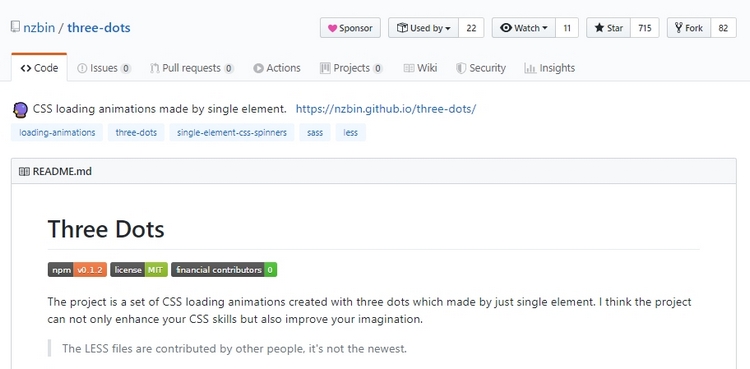 nzbin / three-dots
Sponsor Used by 22 Watch 11 Star 715 Fork 82
Code Issues 0 Pull requests 0 Actions Projects 0 Wiki Security Insights
CSS loading animations made by single element. https://nzbin.github.io/three-dots/
loading-animations three-dots single-element-css-spinners sass less
README.md
Three Dots
npm v0.1.2 license MIT financial contributors 0
The project is a set of CSS loading animations created with three dots which made by just single element. I think the project
can not only enhance your CSS skills but also improve your imagination.
The LESS files are contributed by other people, it's not the newest.